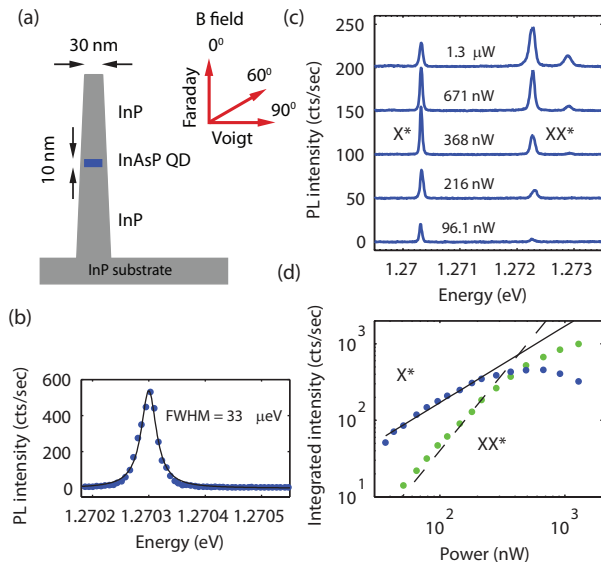 (a)
30 nm
InP
10 nm
InAsP QD
InP
InP substrate
B field
0⁰
60⁰
90⁰
Faraday
Voigt
(b)
PL intensity (cts/sec)
600
400
200
0
FWHM = 33 μeV
1.2702 1.2703 1.2704 1.2705
Energy (eV)
(c)
PL intensity (cts/sec)
250
200
150
100
50
0
1.3 μW
671 nW
X* XX*
368 nW
216 nW
96.1 nW
1.27 1.271 1.272 1.273
Energy (eV)
(d)
Integrated intensity (cts/sec)
10³
10²
10¹
X*
XX*
10² 10³
Power (nW)